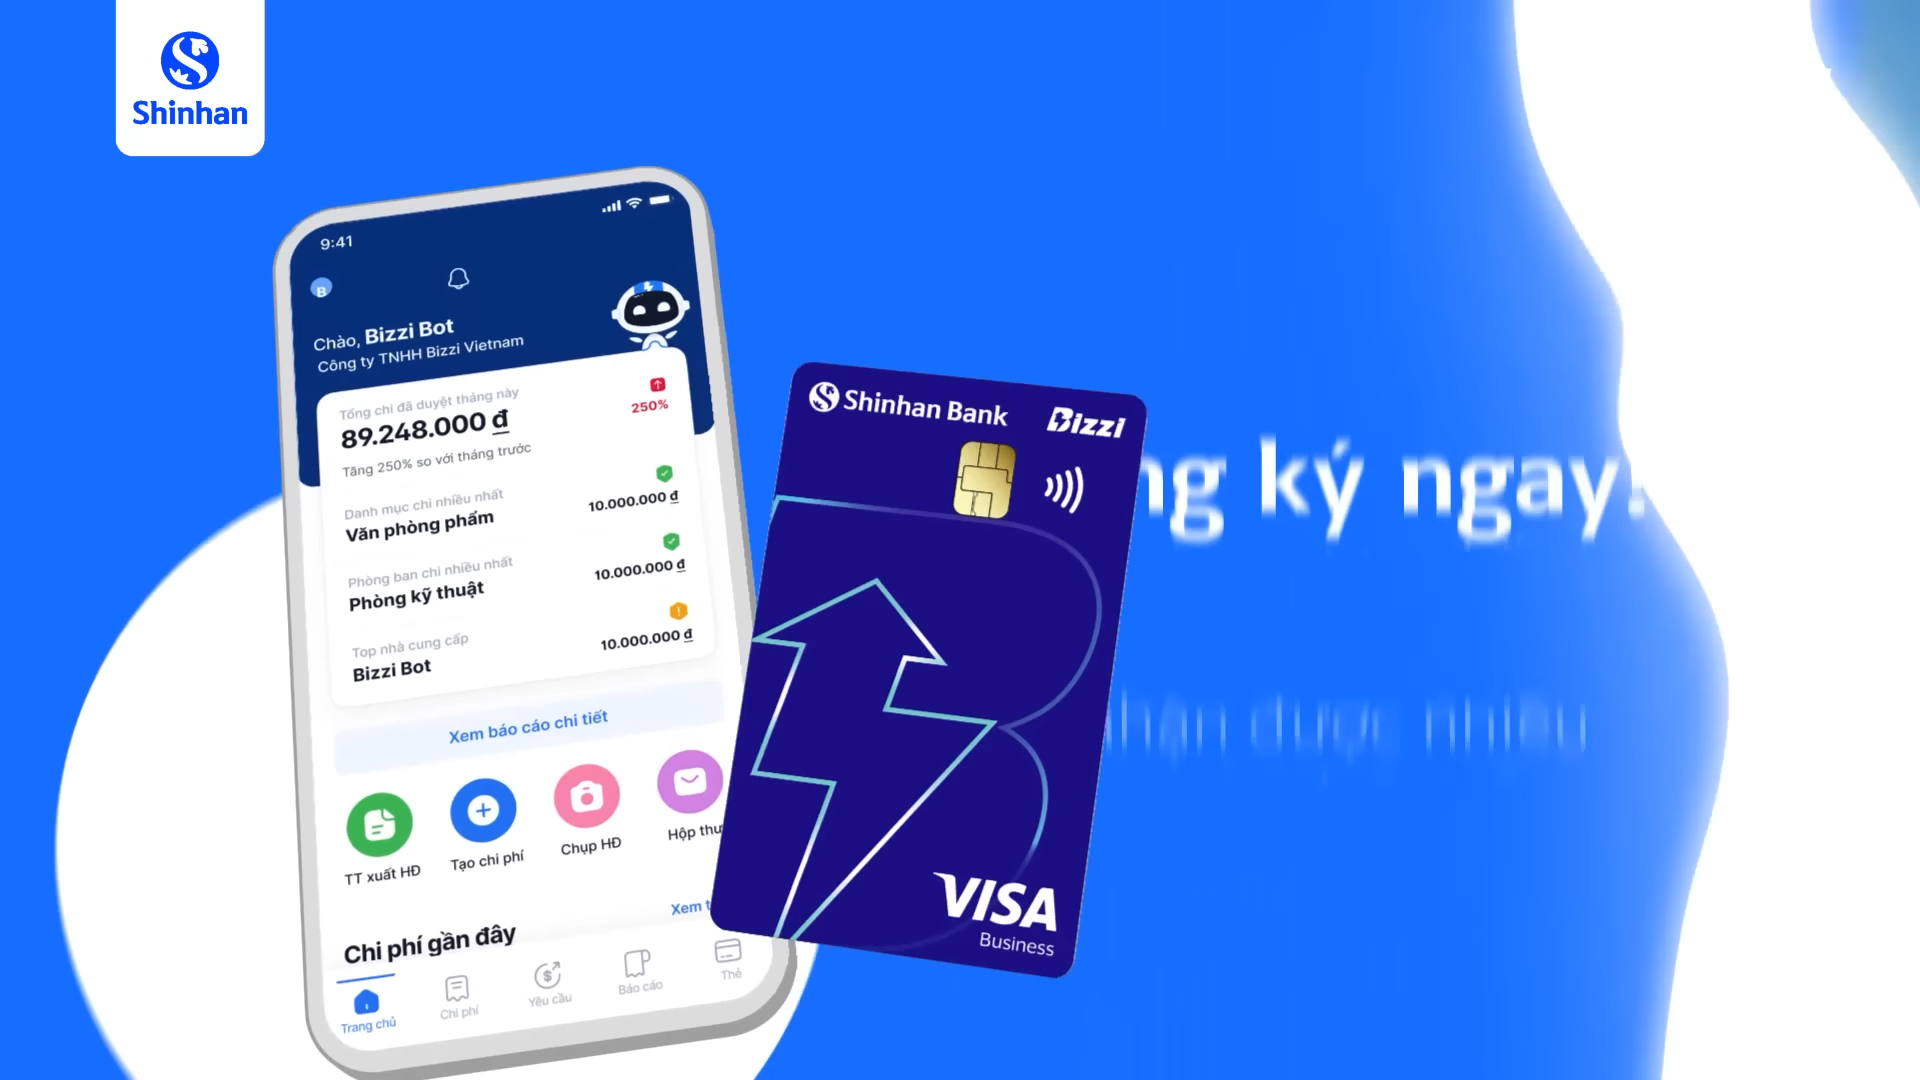 Shinhan
9:41
B
Chào, Bizzi Bot
Công ty TNHH Bizzi Vietnam
Tổng chi đã duyệt tháng này
89.248.000 đ
250%
Tăng 250% so với tháng trước
Danh mục chi nhiều nhất
Văn phòng phẩm
10.000.000 đ
Phòng ban chi nhiều nhất
Phòng kỹ thuật
10.000.000 đ
Top nhà cung cấp
Bizzi Bot
10.000.000 đ
Xem báo cáo chi tiết
TT xuất HĐ
Tạo chi phí
Chụp HĐ
Hộp thư
Xem t
Chi phí gần đây
Trang chủ
Chi phí
Yêu cầu
Báo cáo
Thẻ
Shinhan Bank
Bizzi
VISA
Business
ng ký ngay!
hận được nhiều